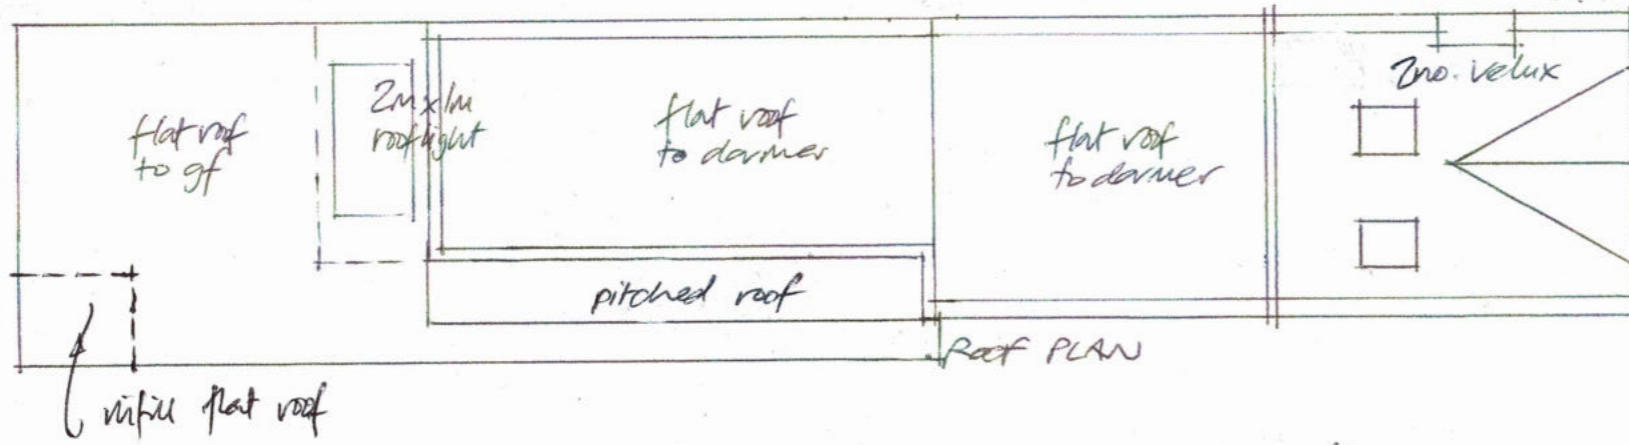 flat roof
to gf
2m x 1m
rooflight
flat roof
to dormer
flat roof
to dormer
2no. velux
pitched roof
ROOF PLAN
infill flat roof